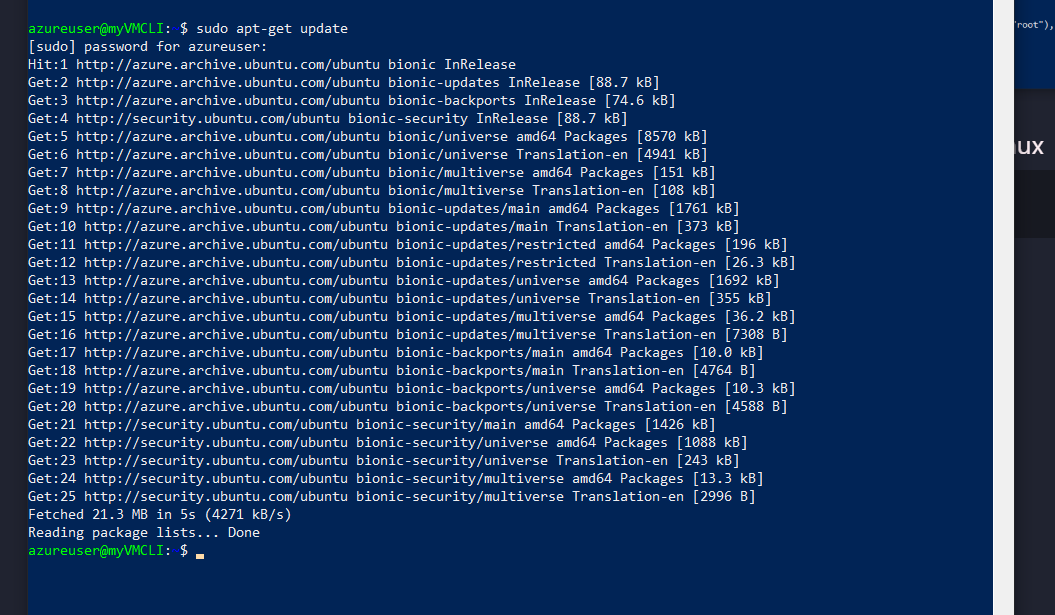 azureuser@myVMCLI: $ sudo apt-get update
[sudo] password for azureuser:
Hit:1 http://azure.archive.ubuntu.com/ubuntu bionic InRelease
Get:2 http://azure.archive.ubuntu.com/ubuntu bionic-updates InRelease [88.7 kB]
Get:3 http://azure.archive.ubuntu.com/ubuntu bionic-backports InRelease [74.6 kB]
Get:4 http://security.ubuntu.com/ubuntu bionic-security InRelease [88.7 kB]
Get:5 http://azure.archive.ubuntu.com/ubuntu bionic/universe amd64 Packages [8570 kB]
Get:6 http://azure.archive.ubuntu.com/ubuntu bionic/universe Translation-en [4941 kB]
Get:7 http://azure.archive.ubuntu.com/ubuntu bionic/multiverse amd64 Packages [151 kB]
Get:8 http://azure.archive.ubuntu.com/ubuntu bionic/multiverse Translation-en [108 kB]
Get:9 http://azure.archive.ubuntu.com/ubuntu bionic-updates/main amd64 Packages [1761 kB]
Get:10 http://azure.archive.ubuntu.com/ubuntu bionic-updates/main Translation-en [373 kB]
Get:11 http://azure.archive.ubuntu.com/ubuntu bionic-updates/restricted amd64 Packages [196 kB]
Get:12 http://azure.archive.ubuntu.com/ubuntu bionic-updates/restricted Translation-en [26.3 kB]
Get:13 http://azure.archive.ubuntu.com/ubuntu bionic-updates/universe amd64 Packages [1692 kB]
Get:14 http://azure.archive.ubuntu.com/ubuntu bionic-updates/universe Translation-en [355 kB]
Get:15 http://azure.archive.ubuntu.com/ubuntu bionic-updates/multiverse amd64 Packages [36.2 kB]
Get:16 http://azure.archive.ubuntu.com/ubuntu bionic-updates/multiverse Translation-en [7308 B]
Get:17 http://azure.archive.ubuntu.com/ubuntu bionic-backports/main amd64 Packages [10.0 kB]
Get:18 http://azure.archive.ubuntu.com/ubuntu bionic-backports/main Translation-en [4764 B]
Get:19 http://azure.archive.ubuntu.com/ubuntu bionic-backports/universe amd64 Packages [10.3 kB]
Get:20 http://azure.archive.ubuntu.com/ubuntu bionic-backports/universe Translation-en [4588 B]
Get:21 http://security.ubuntu.com/ubuntu bionic-security/main amd64 Packages [1426 kB]
Get:22 http://security.ubuntu.com/ubuntu bionic-security/universe amd64 Packages [1088 kB]
Get:23 http://security.ubuntu.com/ubuntu bionic-security/universe Translation-en [243 kB]
Get:24 http://security.ubuntu.com/ubuntu bionic-security/multiverse amd64 Packages [13.3 kB]
Get:25 http://security.ubuntu.com/ubuntu bionic-security/multiverse Translation-en [2996 B]
Fetched 21.3 MB in 5s (4271 kB/s)
Reading package lists... Done
azureuser@myVMCLI: $
"root"),
ux